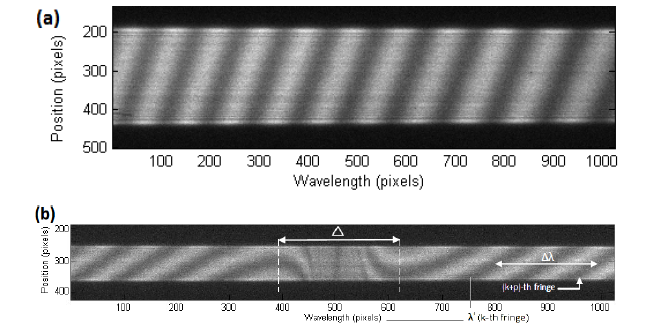 (a)
200
300
400
500
Position (pixels)
100 200 300 400 500 600 700 800 900 1000
Wavelength (pixels)
(b)
200
300
400
Position (pixels)
Δ
Δλ
(k+p)-th fringe
100 200 300 400 500 600 700 800 900 1000
Wavelength (pixels)
λ' (k-th fringe)